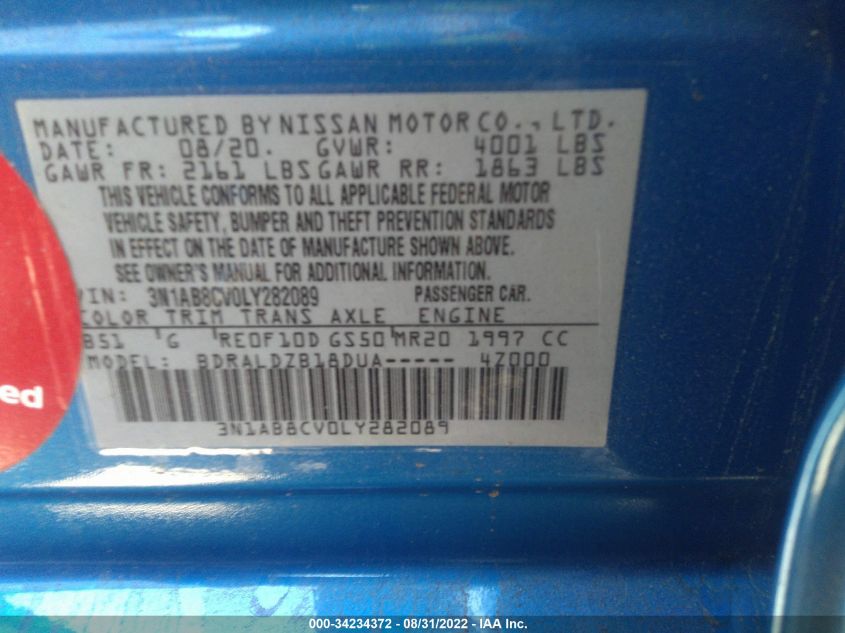 MANUFACTURED BY NISSAN MOTOR CO., LTD.
DATE: 08/20. GVWR: 4001 LBS
GAWR FR: 2161 LBS GAWR RR: 1863 LBS
THIS VEHICLE CONFORMS TO ALL APPLICABLE FEDERAL MOTOR
VEHICLE SAFETY, BUMPER AND THEFT PREVENTION STANDARDS
IN EFFECT ON THE DATE OF MANUFACTURE SHOWN ABOVE.
SEE OWNER'S MANUAL FOR ADDITIONAL INFORMATION.
VIN: 3N1AB8CV0LY282089 PASSENGER CAR.
COLOR TRIM TRANS AXLE ENGINE
B51 G RE0F10D GS50 MR20 1997 CC
MODEL: BDRALDZB18DUA----- 4Z000
3N1AB8CV0LY282089
ed
000-34234372 - 08/31/2022 - IAAI.com